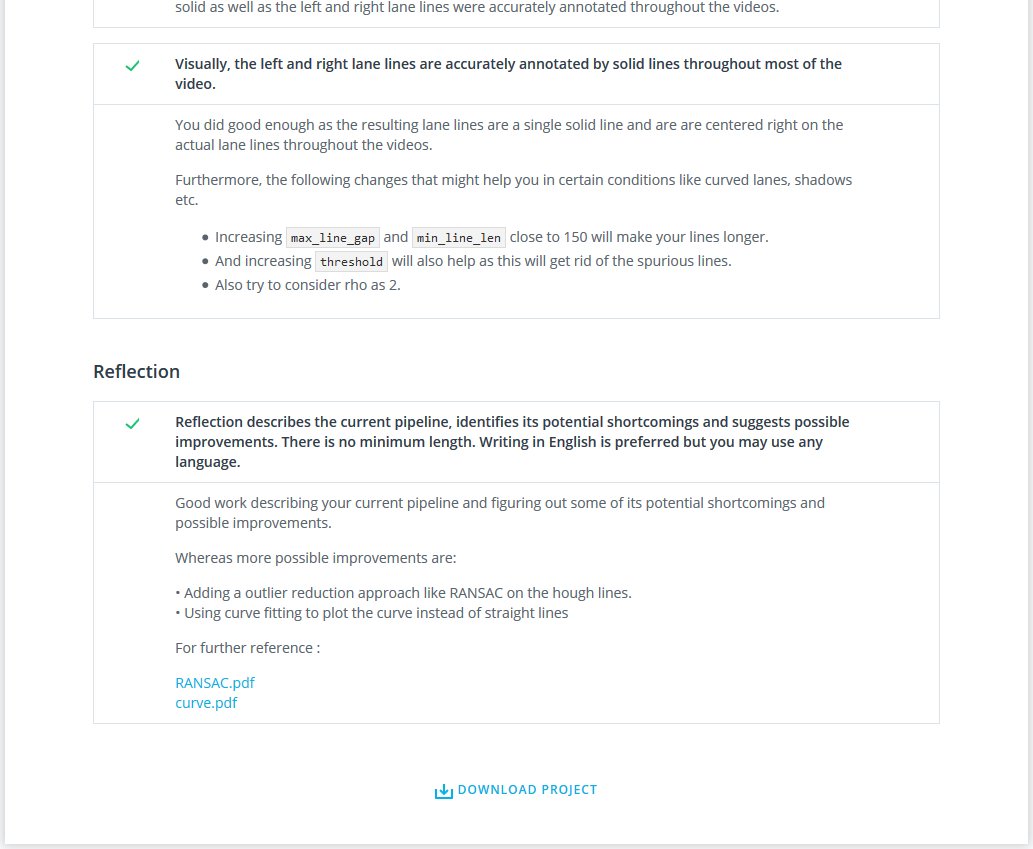 solid as well as the left and right lane lines were accurately annotated throughout the videos.
Visually, the left and right lane lines are accurately annotated by solid lines throughout most of the
video.
You did good enough as the resulting lane lines are a single solid line and are are centered right on the
actual lane lines throughout the videos.
Furthermore, the following changes that might help you in certain conditions like curved lanes, shadows
etc.
• Increasing max_line_gap and min_line_len close to 150 will make your lines longer.
• And increasing threshold will also help as this will get rid of the spurious lines.
• Also try to consider rho as 2.
Reflection
Reflection describes the current pipeline, identifies its potential shortcomings and suggests possible
improvements. There is no minimum length. Writing in English is preferred but you may use any
language.
Good work describing your current pipeline and figuring out some of its potential shortcomings and
possible improvements.
Whereas more possible improvements are:
• Adding a outlier reduction approach like RANSAC on the hough lines.
• Using curve fitting to plot the curve instead of straight lines
For further reference :
RANSAC.pdf
curve.pdf
DOWNLOAD PROJECT